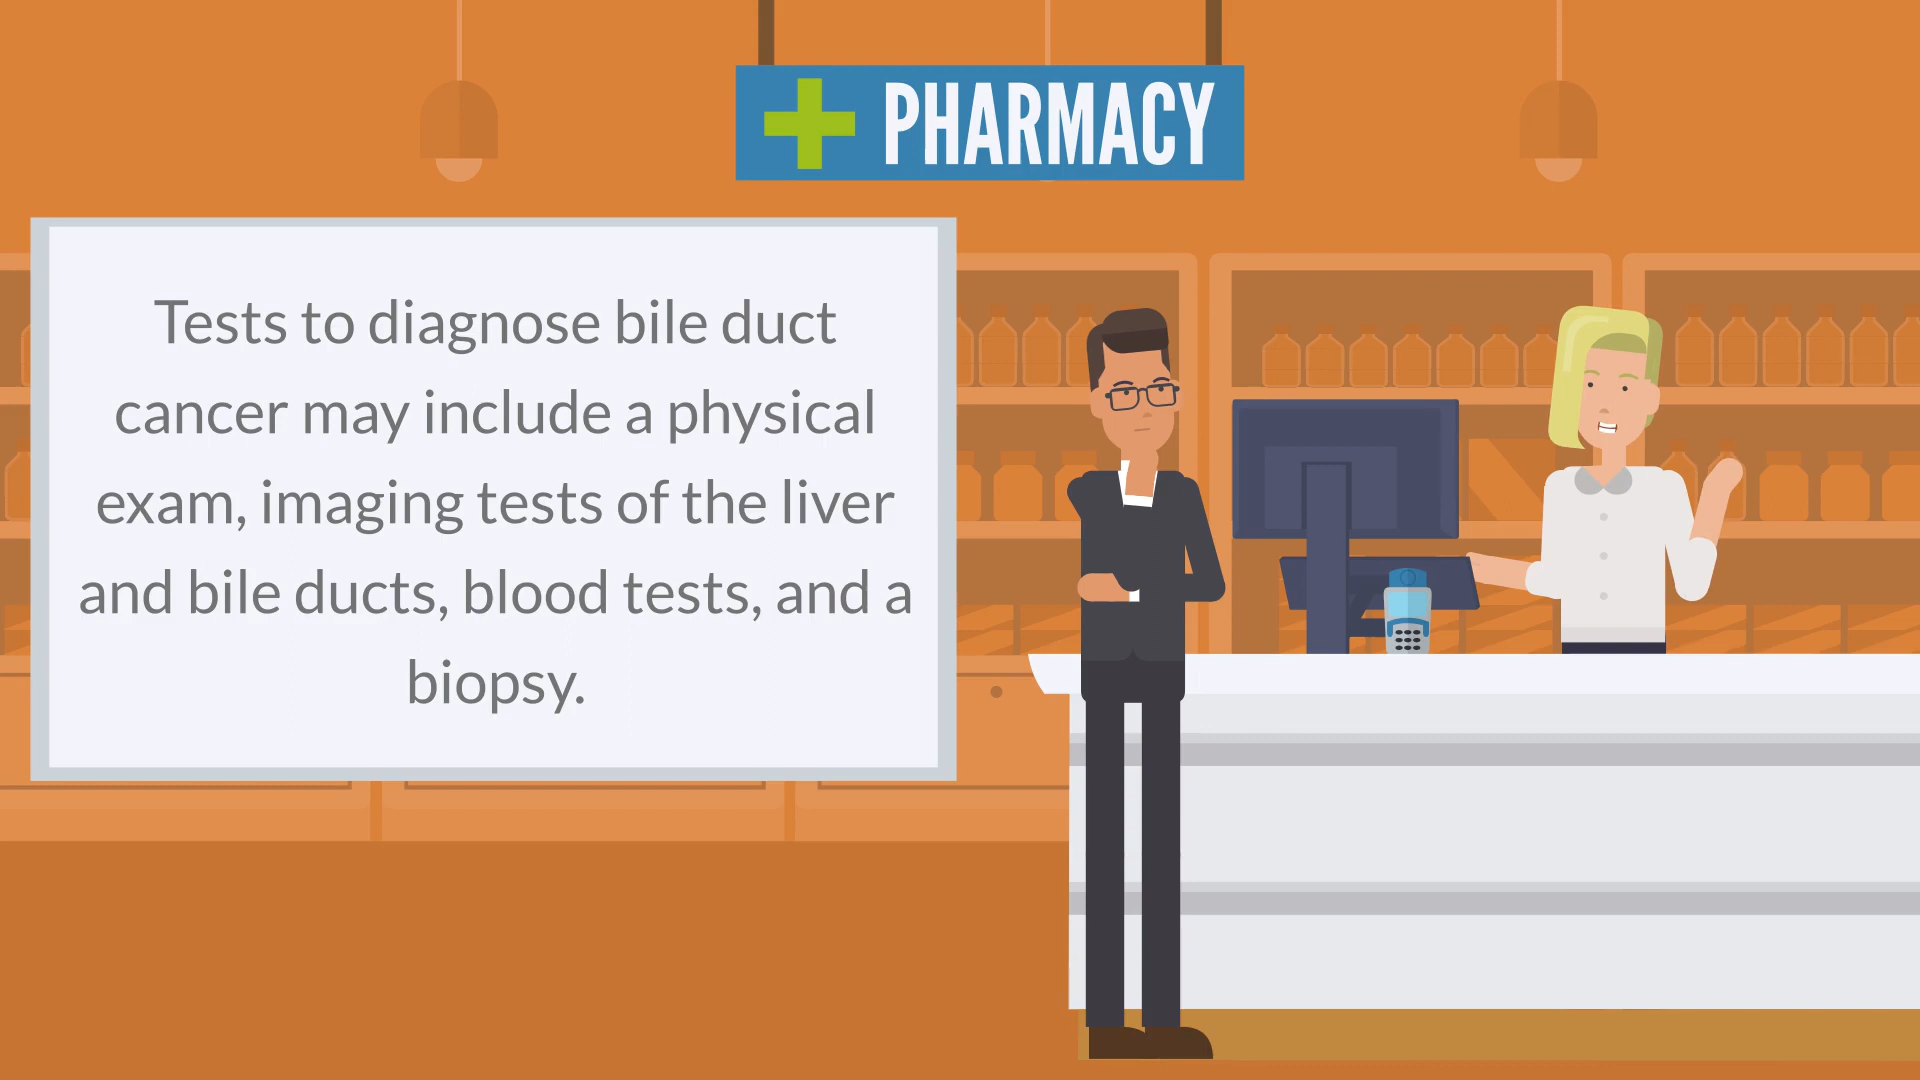 PHARMACY
Tests to diagnose bile duct
cancer may include a physical
exam, imaging tests of the liver
and bile ducts, blood tests, and a
biopsy.